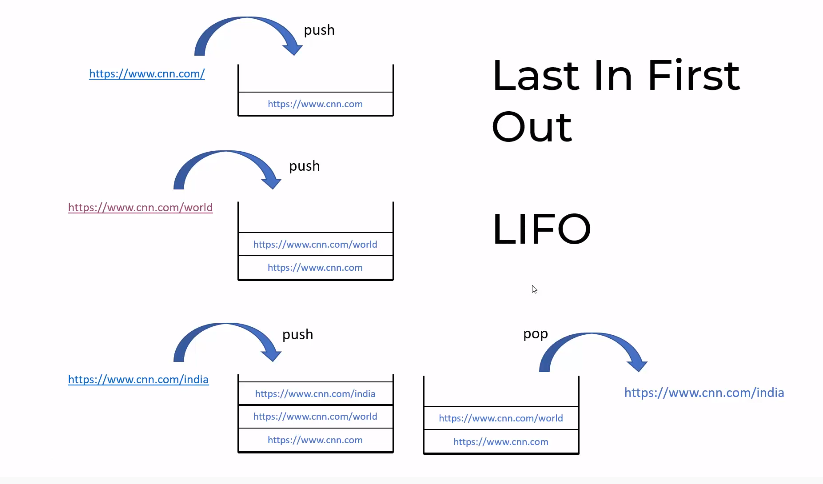 push
https://www.cnn.com/
https://www.cnn.com
Last In First
Out
push
https://www.cnn.com/world
https://www.cnn.com/world
https://www.cnn.com
LIFO
push
https://www.cnn.com/india
https://www.cnn.com/india
https://www.cnn.com/world
https://www.cnn.com
pop
https://www.cnn.com/india
https://www.cnn.com/world
https://www.cnn.com